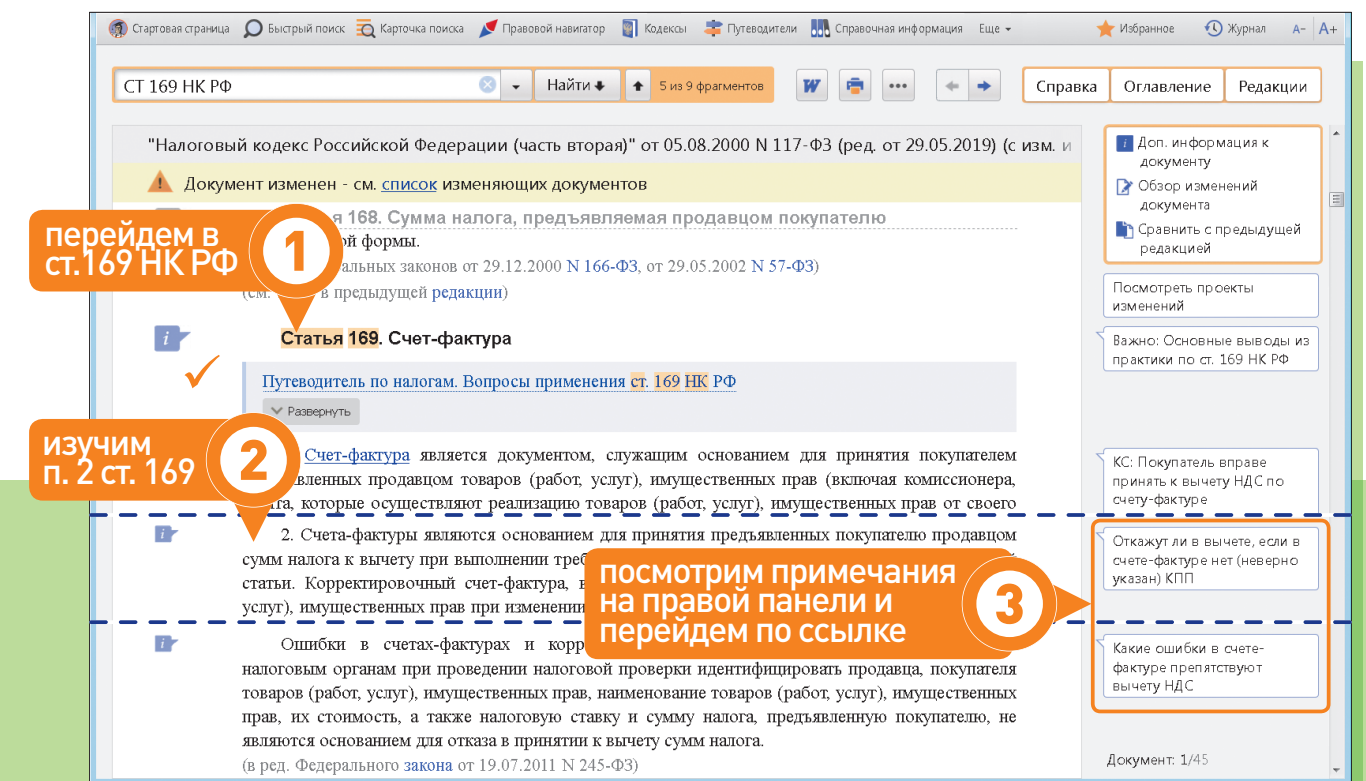 Стартовая страница Быстрый поиск Карточка поиска Правовой навигатор Кодексы Путеводители Справочная информация Еще Избранное Журнал А- А+
СТ 169 НК РФ Найти 5 из 9 фрагментов W ••• Справка Оглавление Редакции
"Налоговый кодекс Российской Федерации (часть вторая)" от 05.08.2000 N 117-ФЗ (ред. от 29.05.2019) (с изм. и
Документ изменен - см. список изменяющих документов
168. Сумма налога, предъявляемая продавцом покупателю
ой формы.
альных законов от 29.12.2000 N 166-ФЗ, от 29.05.2002 N 57-ФЗ)
(см. в предыдущей редакции)
перейдем в
ст.169 НК РФ
1
Статья 169. Счет-фактура
Путеводитель по налогам. Вопросы применения ст. 169 НК РФ
Развернуть
изучим
п. 2 ст. 169
2
Счет-фактура является документом, служащим основанием для принятия покупателем
вленных продавцом товаров (работ, услуг), имущественных прав (включая комиссионера,
та, которые осуществляют реализацию товаров (работ, услуг), имущественных прав от своего
2. Счета-фактуры являются основанием для принятия предъявленных покупателю продавцом
сумм налога к вычету при выполнении треб
статьи. Корректировочный счет-фактура, в
услуг), имущественных прав при изменении
посмотрим примечания
на правой панели и
перейдем по ссылке
3
Ошибки в счетах-фактурах и корр
налоговым органам при проведении налоговой проверки идентифицировать продавца, покупателя
товаров (работ, услуг), имущественных прав, наименование товаров (работ, услуг), имущественных
прав, их стоимость, а также налоговую ставку и сумму налога, предъявленную покупателю, не
являются основанием для отказа в принятии к вычету сумм налога.
(в ред. Федерального закона от 19.07.2011 N 245-ФЗ)
Доп. информация к
документу
Обзор изменений
документа
Сравнить с предыдущей
редакцией
Посмотреть проекты
изменений
Важно: Основные выводы из
практики по ст. 169 НК РФ
КС: Покупатель вправе
принять к вычету НДС по
счету-фактуре
Откажут ли в вычете, если в
счете-фактуре нет (неверно
указан) КПП
Какие ошибки в счете-
фактуре препятствуют
вычету НДС
Документ: 1/45